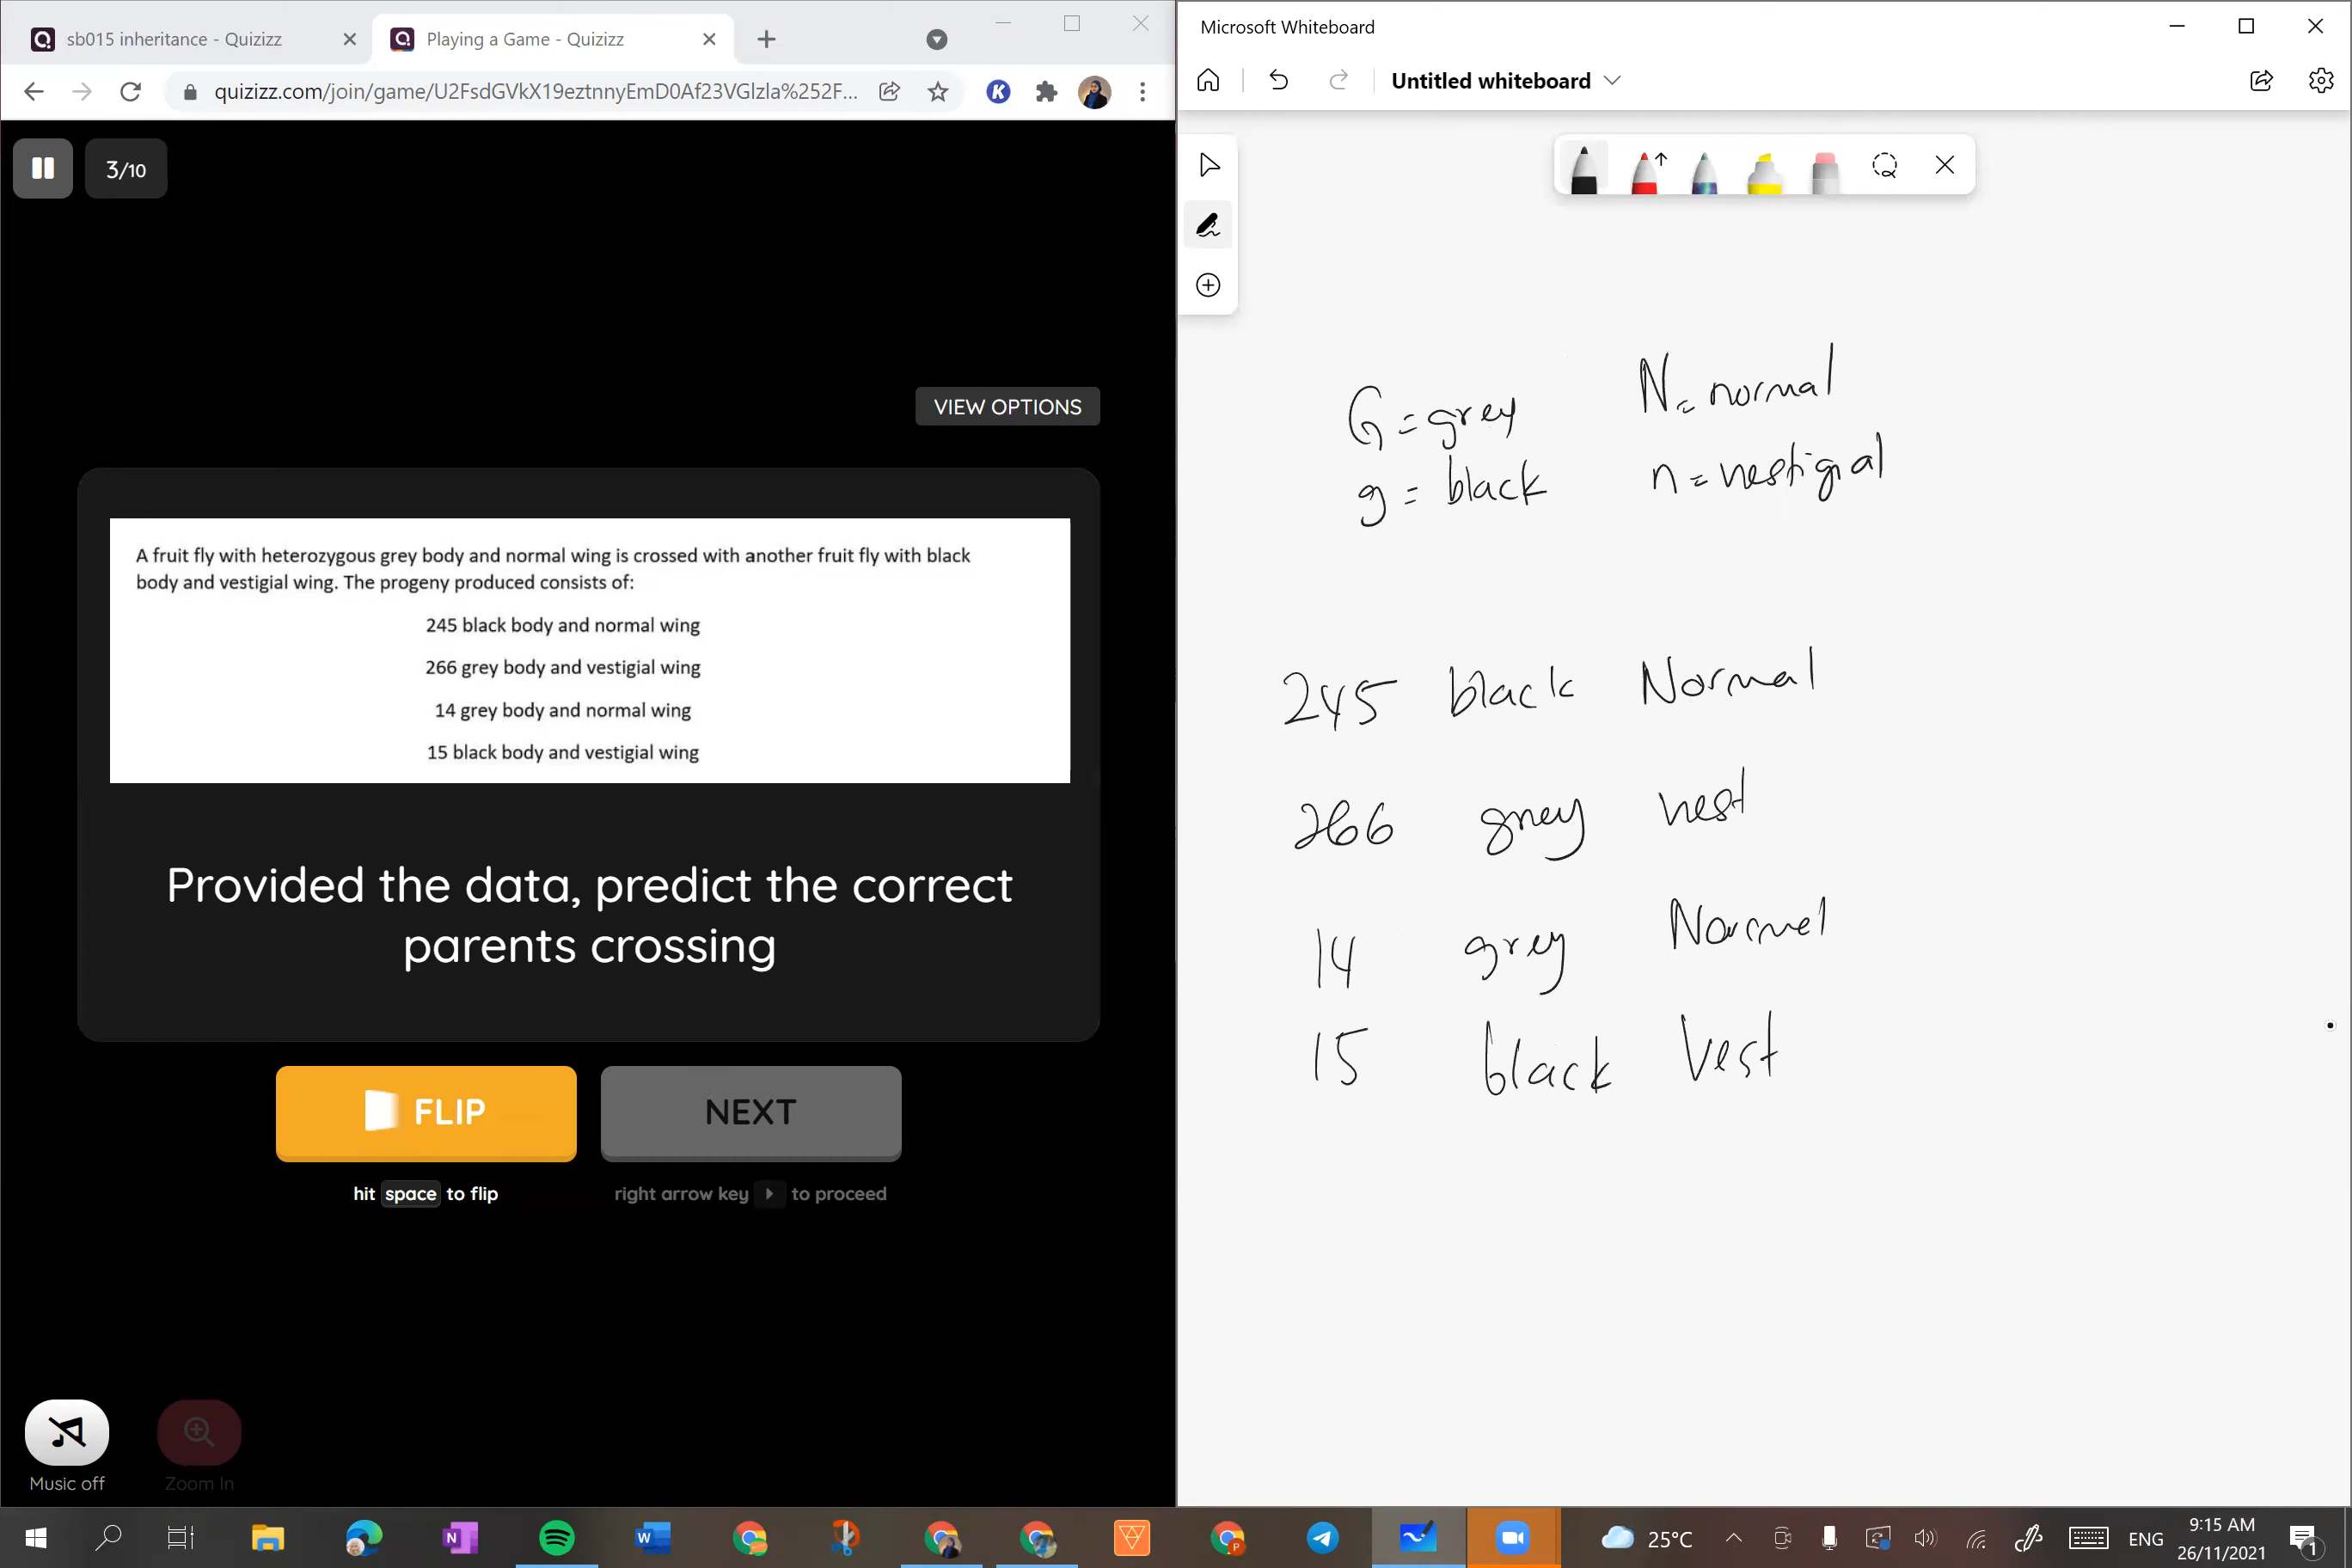 sb015 inheritance - Quizizz
Playing a Game - Quizizz
quizizz.com/join/game/U2FsdGVkX19eztnnyEmD0Af23VGlzla%252F...
3/10
VIEW OPTIONS
A fruit fly with heterozygous grey body and normal wing is crossed with another fruit fly with black
body and vestigial wing. The progeny produced consists of:
245 black body and normal wing
266 grey body and vestigial wing
14 grey body and normal wing
15 black body and vestigial wing
Provided the data, predict the correct
parents crossing
FLIP
NEXT
hit space to flip
right arrow key to proceed
Music off
Zoom In
Microsoft Whiteboard
Untitled whiteboard
G = grey
N = normal
g = black
n = vestigial
245 black Normal
266 grey vest
14 grey Normal
15 black Vest
25°C
ENG
9:15 AM
26/11/2021
1